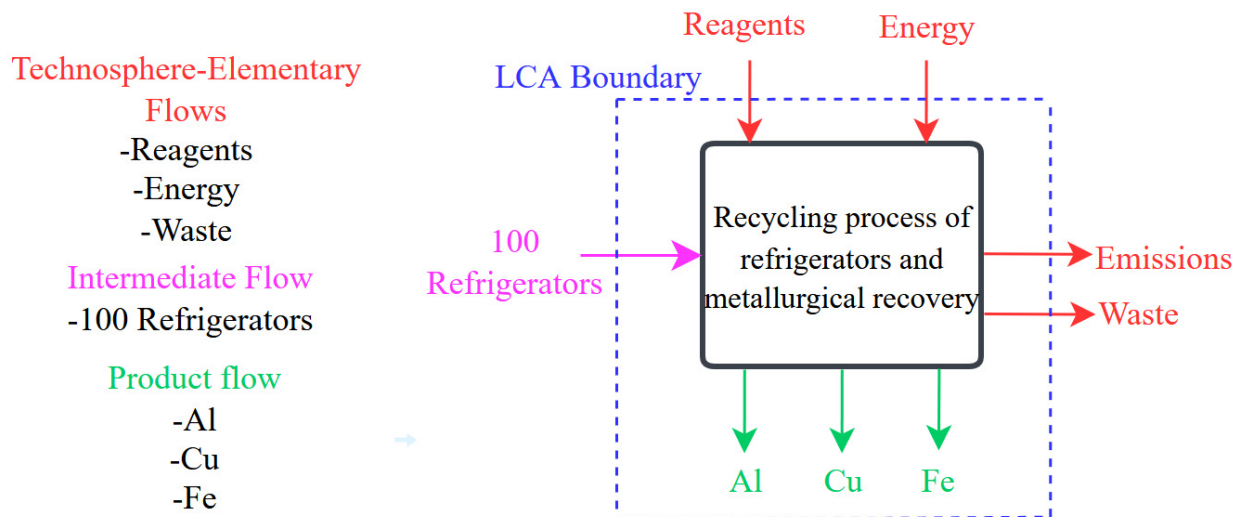 Technosphere-Elementary
Flows
-Reagents
-Energy
-Waste
Intermediate Flow
-100 Refrigerators
Product flow
-Al
-Cu
-Fe
Reagents
Energy
LCA Boundary
100
Refrigerators
Recycling process of
refrigerators and
metallurgical recovery
Emissions
Waste
Al
Cu
Fe